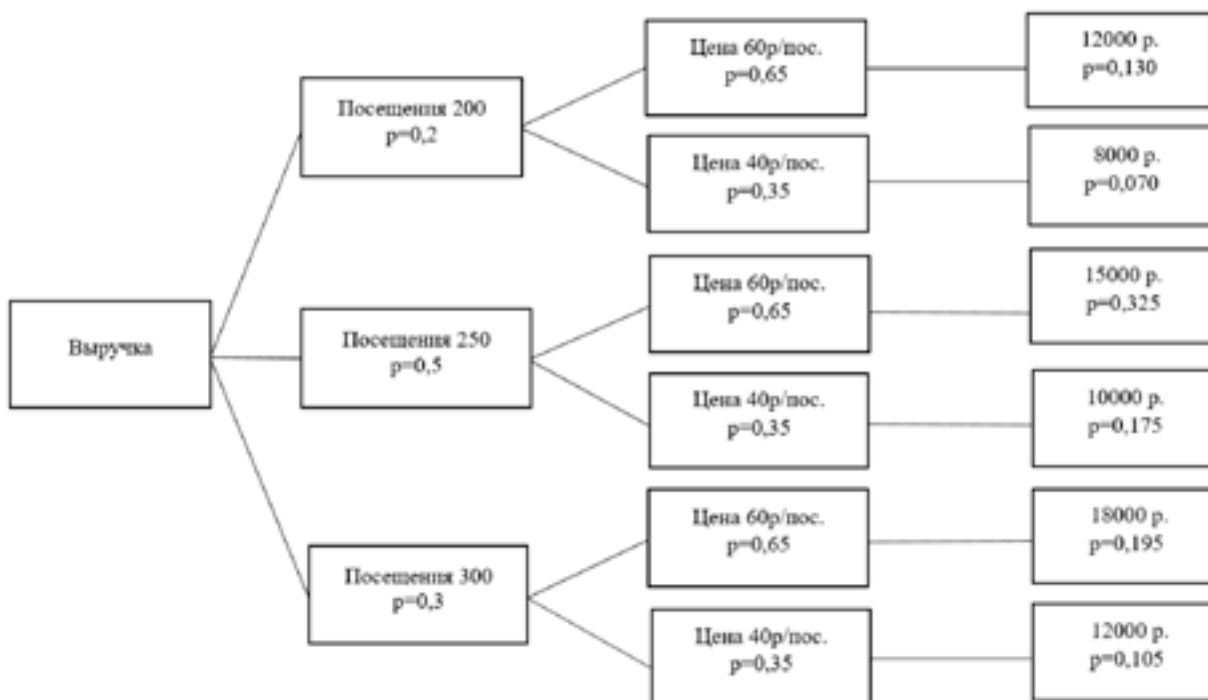 Выручка
Посещения 200
p=0,2
Цена 60р/пос.
p=0,65
12000 р.
p=0,130
Цена 40р/пос.
p=0,35
8000 р.
p=0,070
Посещения 250
p=0,5
Цена 60р/пос.
p=0,65
15000 р.
p=0,325
Цена 40р/пос.
p=0,35
10000 р.
p=0,175
Посещения 300
p=0,3
Цена 60р/пос.
p=0,65
18000 р.
p=0,195
Цена 40р/пос.
p=0,35
12000 р.
p=0,105